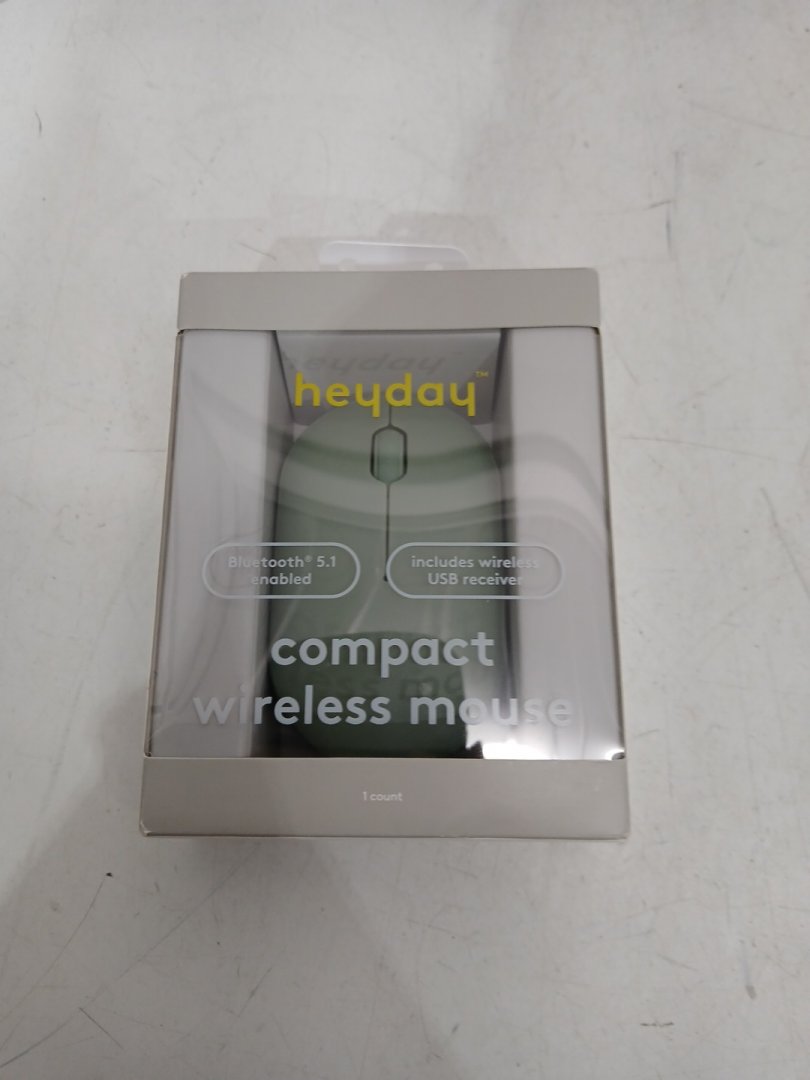 heyday™
Bluetooth® 5.1
enabled
includes wireless
USB receiver
compact
wireless mouse
1 count